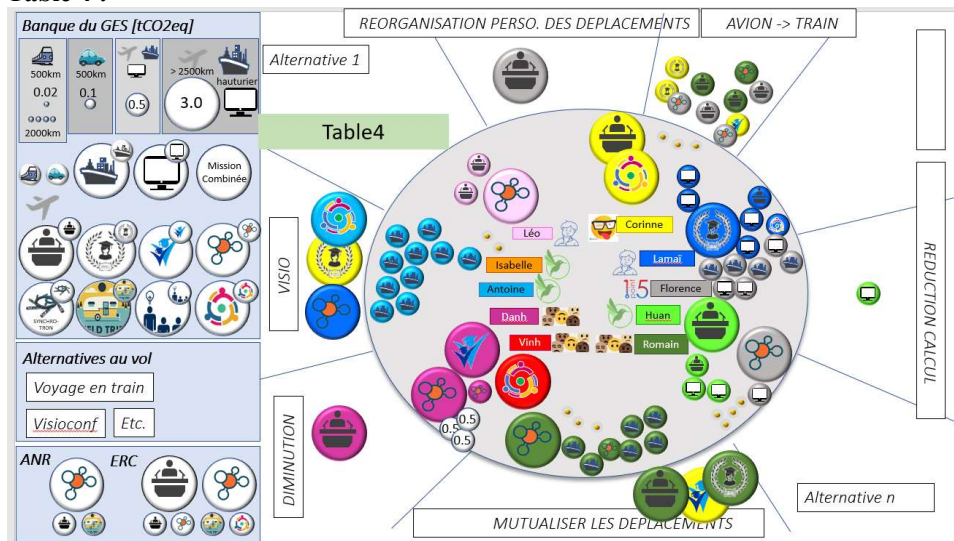 Banque du GES [tCO2eq]
500km
0.02
2000km
500km
0.1
0.5
> 2500km
hauturier
3.0
Mission
Combinée
SYNCHRO-
TRON
Alternatives au vol
Voyage en train
Visioconf
Etc.
ANR
ERC
REORGANISATION PERSO. DES DEPLACEMENTS
AVION -> TRAIN
Alternative 1
Table4
VISIO
DIMINUTION
REDUCTION CALCUL
Léo
Corinne
Isabelle
Lamaï
Antoine
Florence
Danh
Huan
Vinh
Romain
0.5
0.5
0.5
MUTUALISER LES DEPLACEMENTS
Alternative n